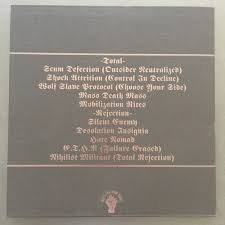 -Total-
Scum Defection (Outsider Neutralized)
Shock Attrition (Control In Decline)
Wolf Slave Protocol (Choose Your Side)
Mass Death Mass
Mobilization Rites
-Rejection-
Silent Enemy
Desolation Insignia
Hate Nomad
E.T.H.R (Failure Erased)
Nihilist Militant (Total Rejection)